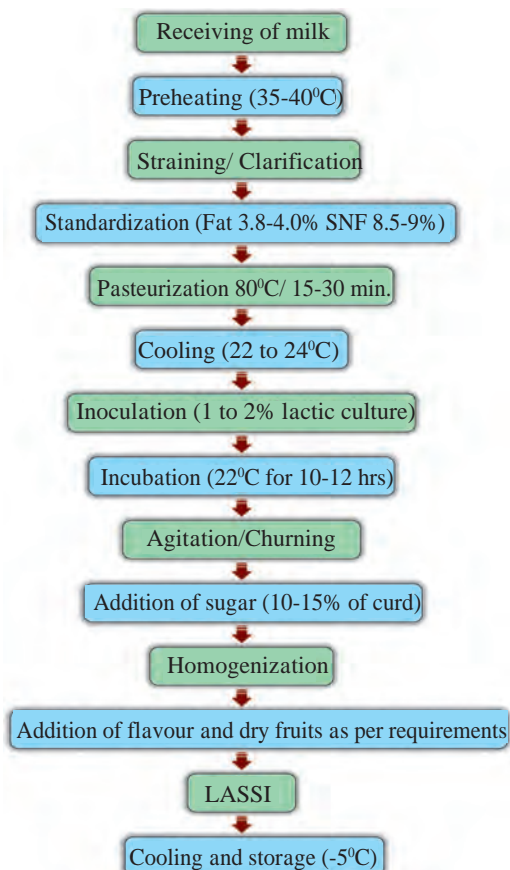 Receiving of milk
Preheating (35-40⁰C)
Straining/ Clarification
Standardization (Fat 3.8-4.0% SNF 8.5-9%)
Pasteurization 80⁰C/ 15-30 min.
Cooling (22 to 24⁰C)
Inoculation (1 to 2% lactic culture)
Incubation (22⁰C for 10-12 hrs)
Agitation/Churning
Addition of sugar (10-15% of curd)
Homogenization
Addition of flavour and dry fruits as per requirements
LASSI
Cooling and storage (-5⁰C)